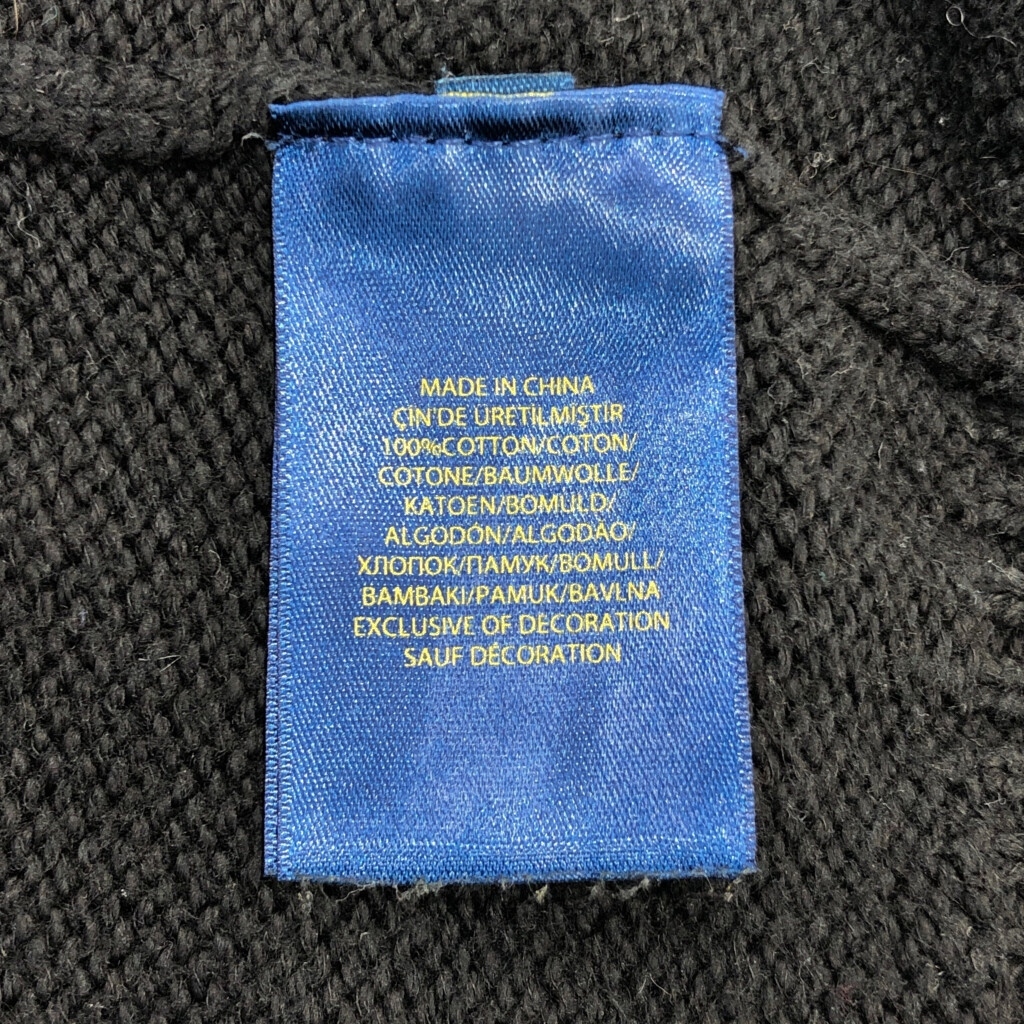 MADE IN CHINA
ÇIN'DE URETILMIŞTIR
100%COTTON/COTON/
COTONE/BAUMWOLLE/
KATOEN/BOMULD/
ALGODÓN/ALGODÃO/
ХЛОПОК/ПАМУК/BOMULL/
BAMBAKI/PAMUK/BAVLNA
EXCLUSIVE OF DECORATION
SAUF DÉCORATION